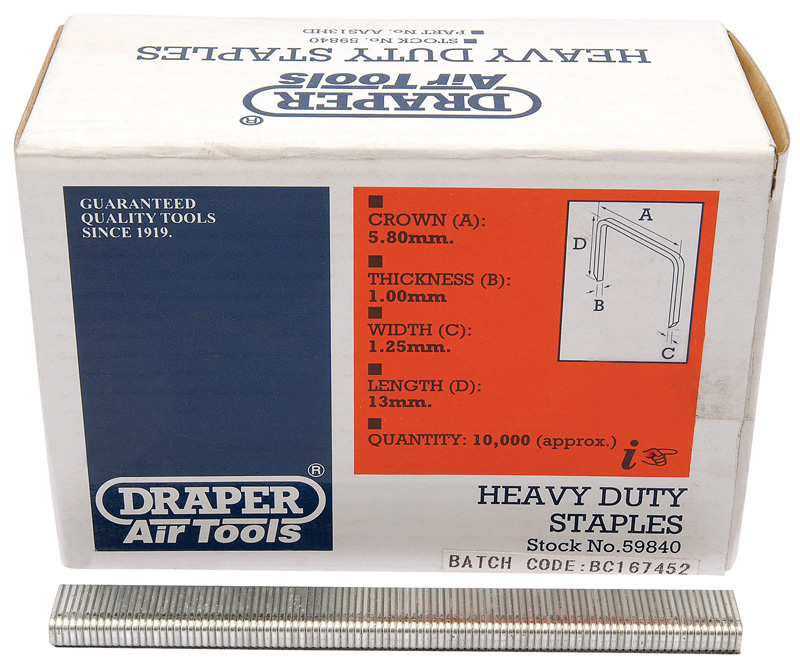 ■ PART No. AAS13HD
■ STOCK No. 59840
HEAVY DUTY STAPLES
DRAPER®
Air Tools
GUARANTEED
QUALITY TOOLS
SINCE 1919.
DRAPER®
Air Tools
CROWN (A):
5.80mm.
THICKNESS (B):
1.00mm
WIDTH (C):
1.25mm.
LENGTH (D):
13mm.
QUANTITY: 10,000 (approx.)
i
A
D
B
C
HEAVY DUTY
STAPLES
Stock No.59840
BATCH CODE:BC167452